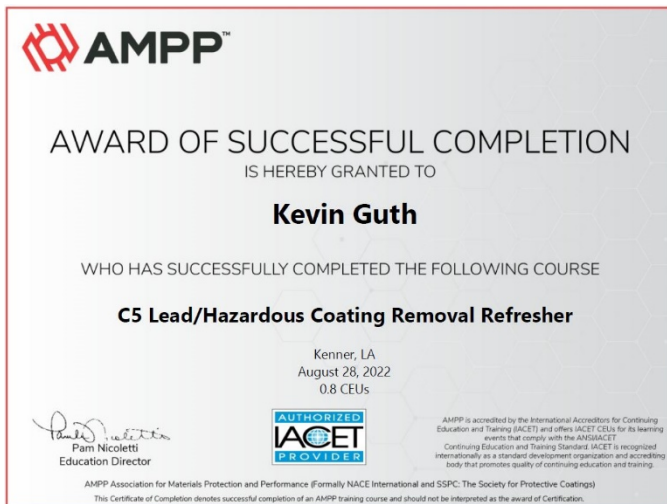 AMPP™
AWARD OF SUCCESSFUL COMPLETION
IS HEREBY GRANTED TO
Kevin Guth
WHO HAS SUCCESSFULLY COMPLETED THE FOLLOWING COURSE
C5 Lead/Hazardous Coating Removal Refresher
Kenner, LA
August 28, 2022
0.8 CEUs
Pam Nicoletti
Pam Nicoletti
Education Director
AUTHORIZED
IACET
PROVIDER
AMPP is accredited by the International Accreditors for Continuing
Education and Training (IACET) and offers IACET CEUs for its learning
events that comply with the ANSI/IACET
Continuing Education and Training Standard. IACET is recognized
internationally as a standard development organization and accrediting
body that promotes quality of continuing education and training.
AMPP Association for Materials Protection and Performance (Formally NACE International and SSPC: The Society for Protective Coatings)
This Certificate of Completion denotes successful completion of an AMPP training course and should not be interpreted as the award of Certification.